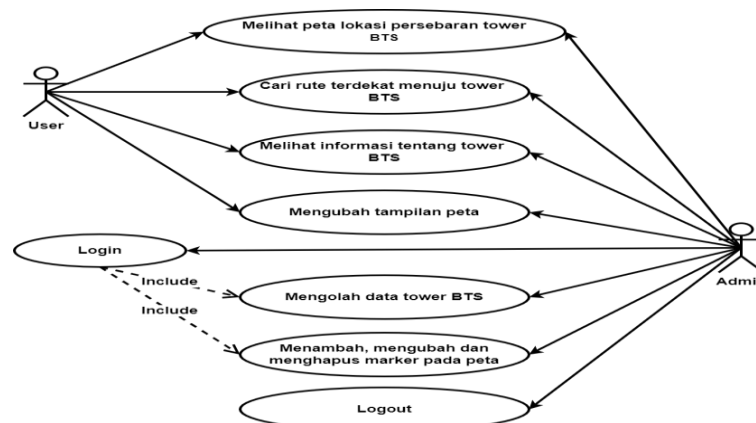 Melihat peta lokasi persebaran tower
BTS
Cari rute terdekat menuju tower
BTS
User
Melihat informasi tentang tower
BTS
Mengubah tampilan peta
Login
Include
Mengolah data tower BTS
Admi
Include
Menambah, mengubah dan
menghapus marker pada peta
Logout